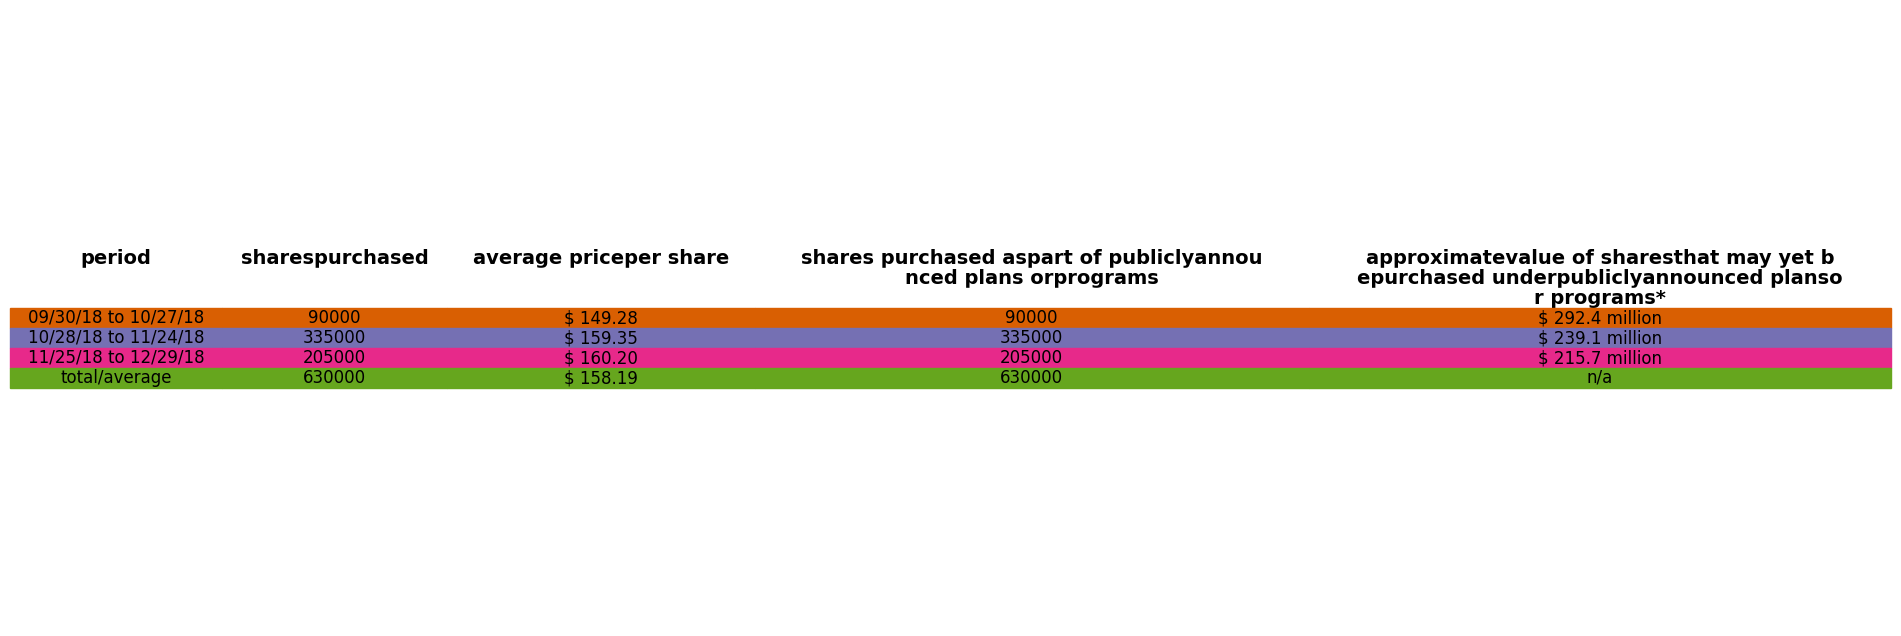 period sharespurchased average priceper share shares purchased aspart of publiclyannou approximatevalue of sharesthat may yet b
nced plans orprograms epurchased underpubliclyannounced planso
r programs*
09/30/18 to 10/27/18 90000 $ 149.28 90000 $ 292.4 million
10/28/18 to 11/24/18 335000 $ 159.35 335000 $ 239.1 million
11/25/18 to 12/29/18 205000 $ 160.20 205000 $ 215.7 million
total/average 630000 $ 158.19 630000 n/a